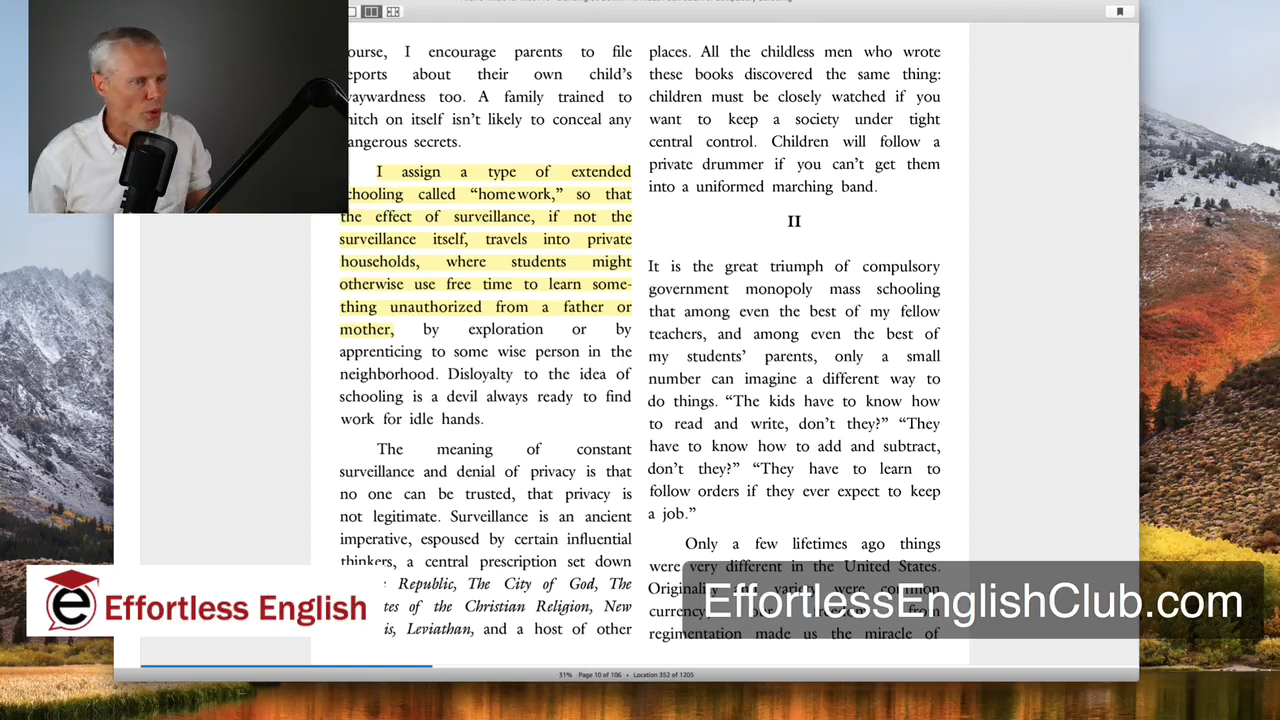 ourse, I encourage parents to file
eports about their own child's
waywardness too. A family trained to
nitch on itself isn't likely to conceal any
angerous secrets.
I assign a type of extended
schooling called “homework,” so that
the effect of surveillance, if not the
surveillance itself, travels into private
households, where students might
otherwise use free time to learn some-
thing unauthorized from a father or
mother, by exploration or by
apprenticing to some wise person in the
neighborhood. Disloyalty to the idea of
schooling is a devil always ready to find
work for idle hands.
The meaning of constant
surveillance and denial of privacy is that
no one can be trusted, that privacy is
not legitimate. Surveillance is an ancient
imperative, espoused by certain influential
thinkers, a central prescription set down
Republic, The City of God, The
tes of the Christian Religion, New
is, Leviathan, and a host of other
places. All the childless men who wrote
these books discovered the same thing:
children must be closely watched if you
want to keep a society under tight
central control. Children will follow a
private drummer if you can't get them
into a uniformed marching band.
II
It is the great triumph of compulsory
government monopoly mass schooling
that among even the best of my fellow
teachers, and among even the best of
my students' parents, only a small
number can imagine a different way to
do things. “The kids have to know how
to read and write, don't they?” “They
have to know how to add and subtract,
don't they?” “They have to learn to
follow orders if they ever expect to keep
a job.”
Only a few lifetimes ago things
were very different in the United States.
Originality and variety were common
currency; our freedom from
regimentation made us the miracle of
31% Page 10 of 106 • Location 352 of 1205
Effortless English
EffortlessEnglishClub.com